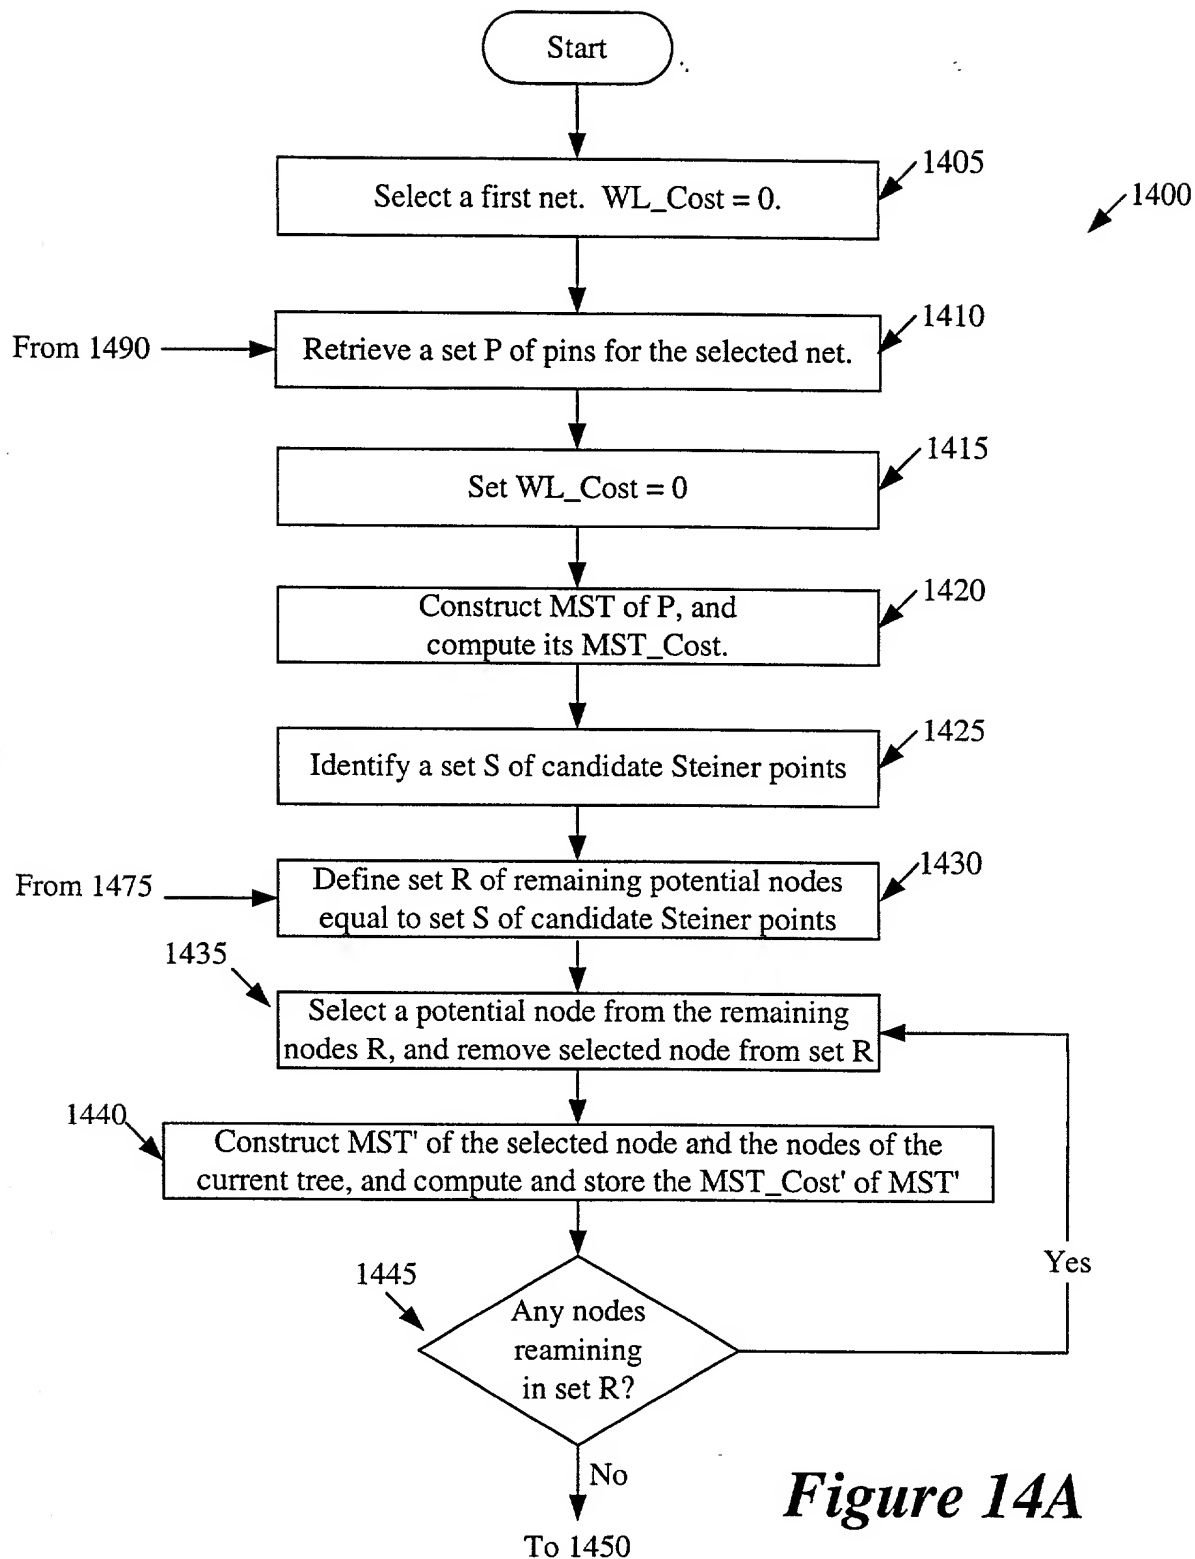 Start
1405
Select a first net. WL_Cost = 0.
1400
1410
From 1490
Retrieve a set P of pins for the selected net.
1415
Set WL_Cost = 0
1420
Construct MST of P, and
compute its MST_Cost.
1425
Identify a set S of candidate Steiner points
1430
From 1475
Define set R of remaining potential nodes
equal to set S of candidate Steiner points
1435
Select a potential node from the remaining
nodes R, and remove selected node from set R
1440
Construct MST' of the selected node and the nodes of the
current tree, and compute and store the MST_Cost' of MST'
Yes
1445
Any nodes
reamining
in set R?
No
Figure 14A
To 1450